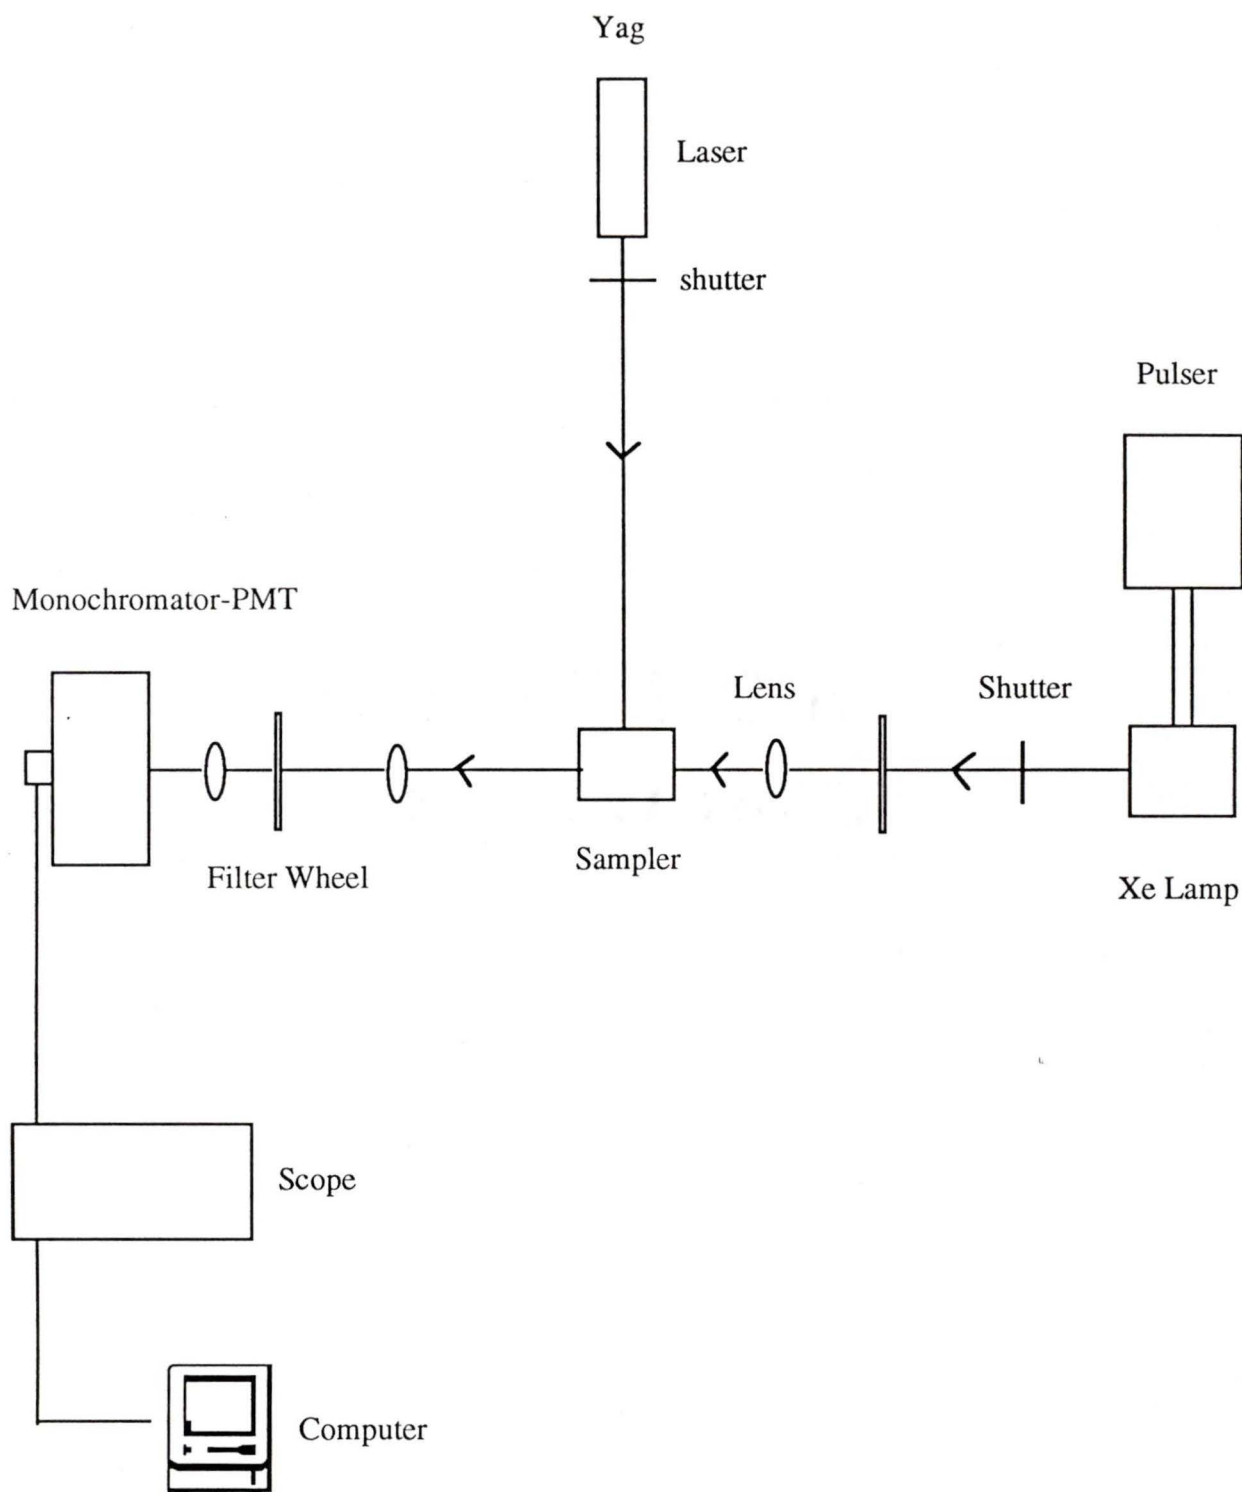 Yag
Laser
shutter
Pulser
Monochromator-PMT
Lens
Shutter
Filter Wheel
Sampler
Xe Lamp
Scope
Computer